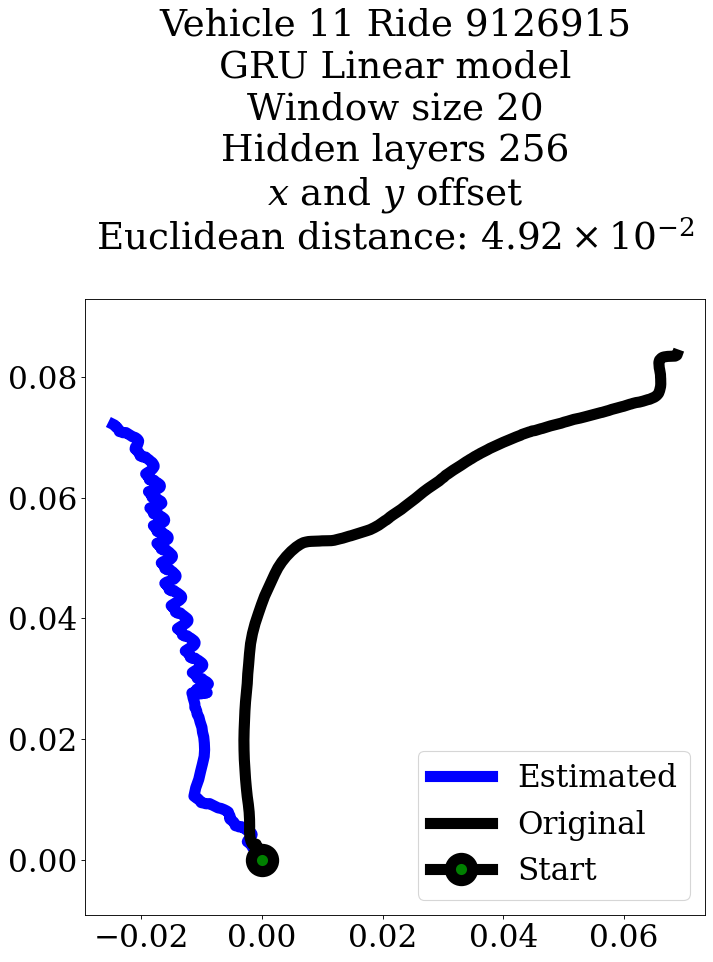 Vehicle 11 Ride 9126915
GRU Linear model
Window size 20
Hidden layers 256
x and y offset
Euclidean distance: 4.92 × 10⁻²
0.08
0.06
0.04
0.02
0.00
Estimated
Original
Start
−0.02 0.00 0.02 0.04 0.06